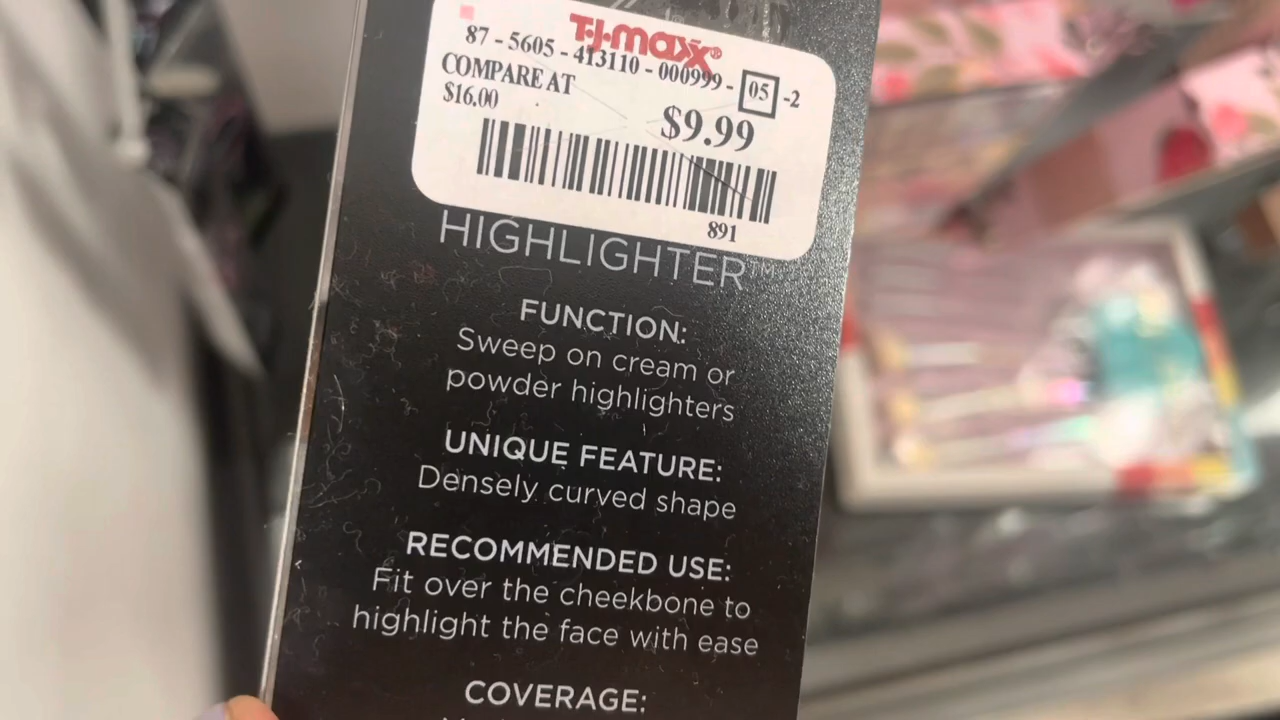 T·J·maxx®
87 - 5605 - 413110 - 000999 - 05 -2
COMPARE AT
$16.00
$9.99
891
HIGHLIGHTER™
FUNCTION:
Sweep on cream or
powder highlighters
UNIQUE FEATURE:
Densely curved shape
RECOMMENDED USE:
Fit over the cheekbone to
highlight the face with ease
COVERAGE: